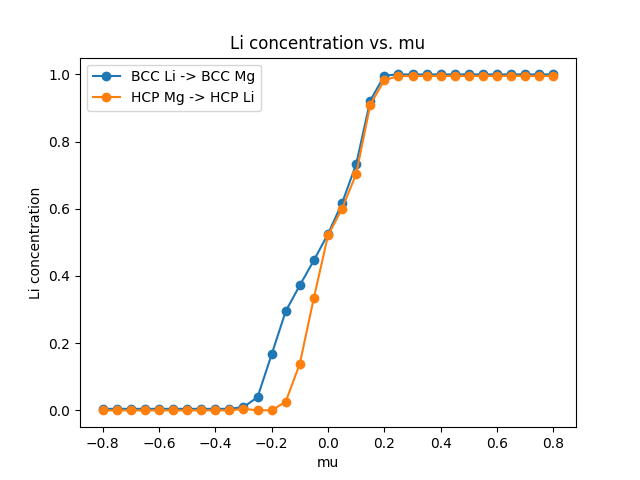 Li concentration vs. mu
BCC Li -> BCC Mg
HCP Mg -> HCP Li
Li concentration
1.0
0.8
0.6
0.4
0.2
0.0
−0.8 −0.6 −0.4 −0.2 0.0 0.2 0.4 0.6 0.8
mu